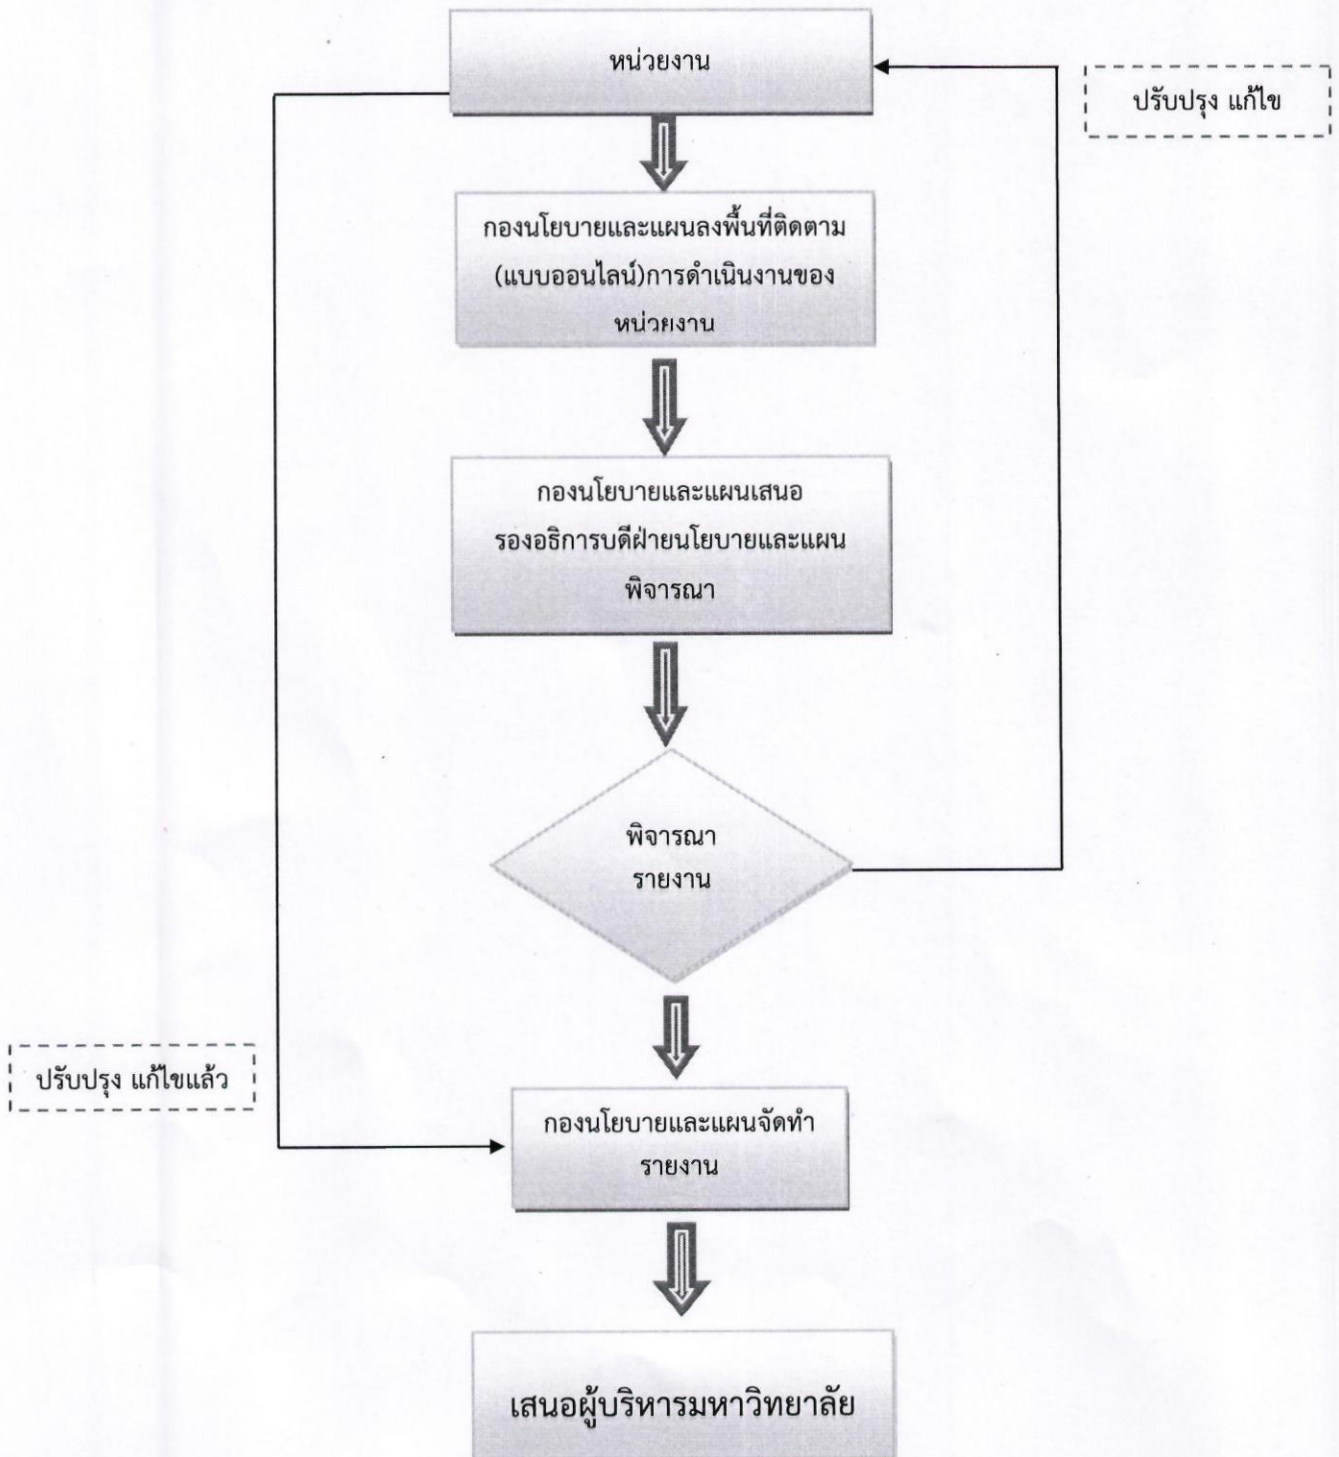 หน่วยงาน
ปรับปรุง แก้ไข
กองนโยบายและแผนลงพื้นที่ติดตาม
(แบบออนไลน์)การดำเนินงานของ
หน่วยงาน
กองนโยบายและแผนเสนอ
รองอธิการบดีฝ่ายนโยบายและแผน
พิจารณา
พิจารณา
รายงาน
ปรับปรุง แก้ไขแล้ว
กองนโยบายและแผนจัดทำ
รายงาน
เสนอผู้บริหารมหาวิทยาลัย